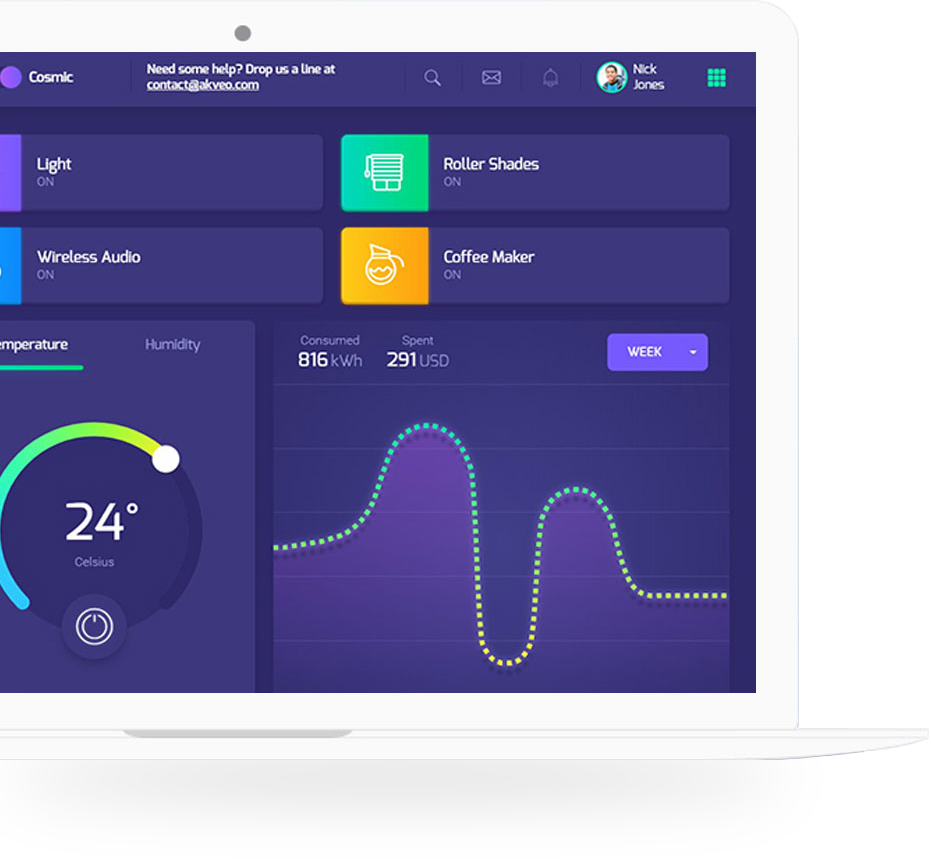 Cosmic
Need some help? Drop us a line at
contact@akveo.com
Nick
Jones
Light
ON
Roller Shades
ON
Wireless Audio
ON
Coffee Maker
ON
emperature
Humidity
Consumed
816 kWh
Spent
291 USD
WEEK
24°
Celsius